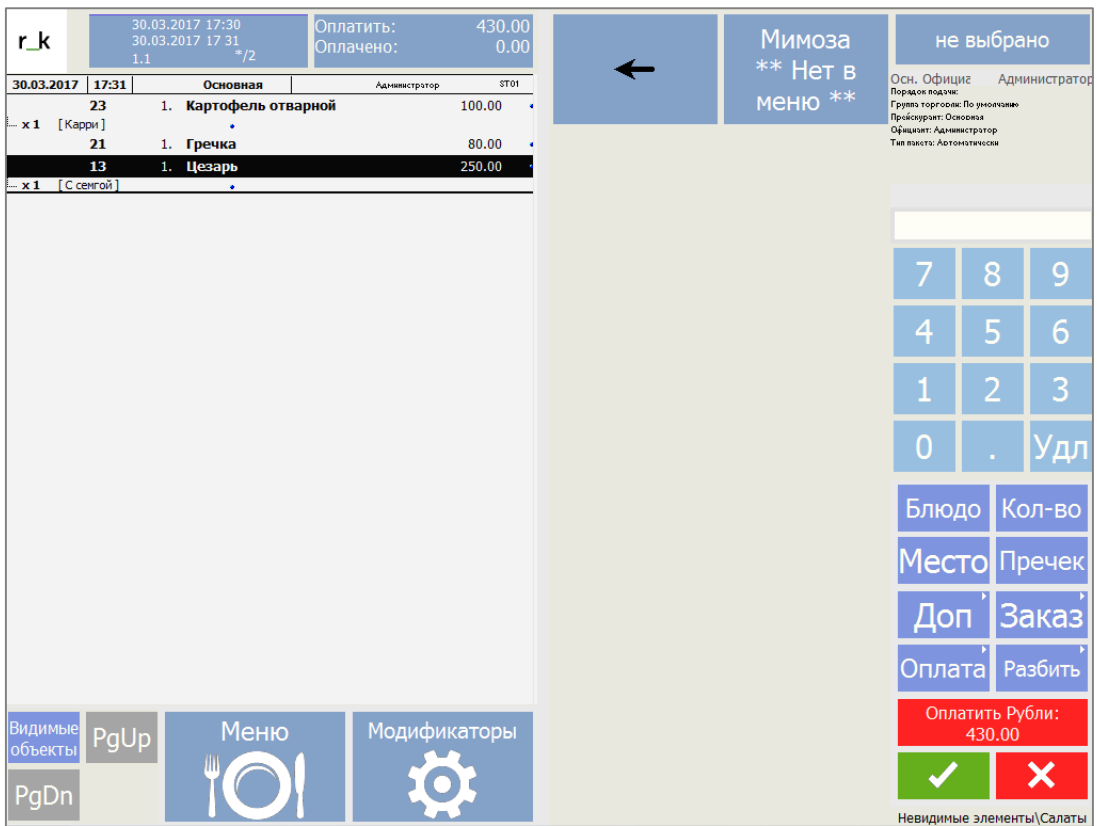 r_k
30.03.2017 17:30
30.03.2017 17 31
1.1 */2
Оплатить: 430.00
Оплачено: 0.00
30.03.2017 17:31 Основная Администратор ST01
23 1. Картофель отварной 100.00
x 1 [Карри]
21 1. Гречка 80.00
13 1. Цезарь 250.00
x 1 [С семгой]
Видимые объекты
PgUp
PgDn
Меню
Модификаторы
Мимоза
** Нет в
меню **
не выбрано
Осн. Официа Администратор
Порядок подачи:
Группа торговли: По умолчанию
Прейскурант: Основная
Официант: Администратор
Тип пакета: Автоматически
7 8 9
4 5 6
1 2 3
0 . Удл
Блюдо Кол-во
Место Пречек
Доп Заказ
Оплата Разбить
Оплатить Рубли:
430.00
Невидимые элементы\Салаты